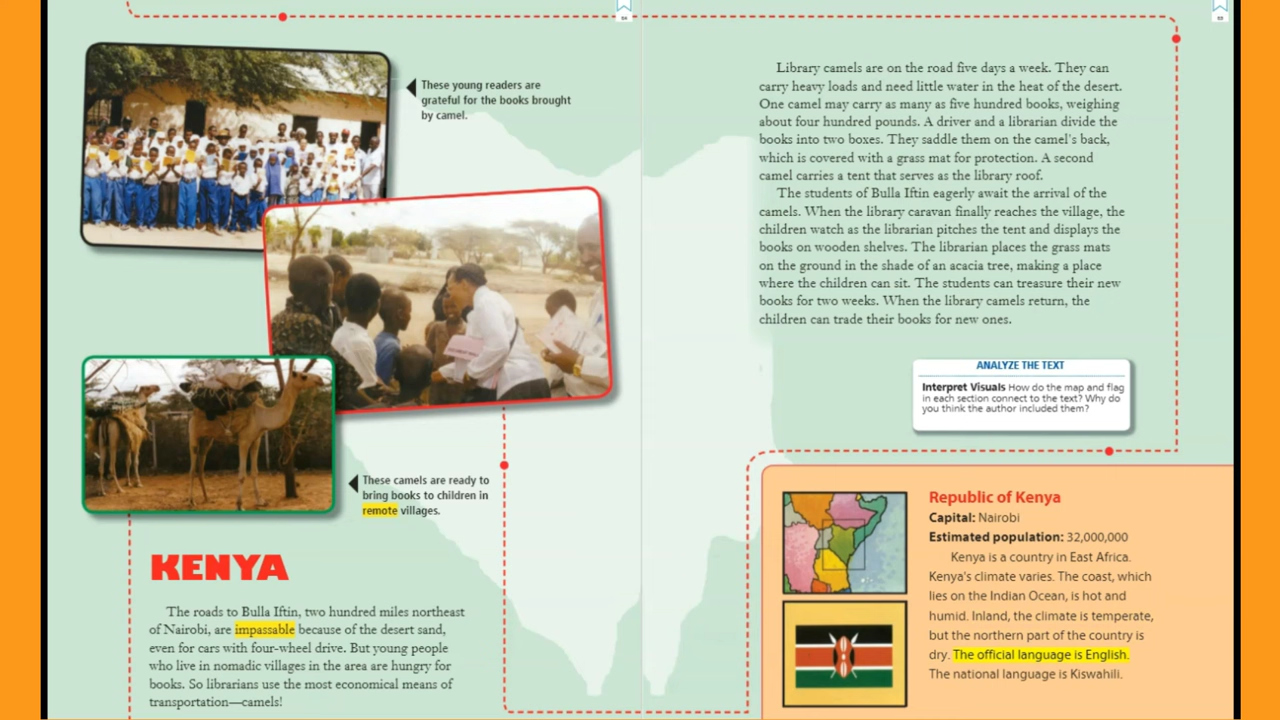 54
These young readers are
grateful for the books brought
by camel.
These camels are ready to
bring books to children in
remote villages.
KENYA
The roads to Bulla Iftin, two hundred miles northeast
of Nairobi, are impassable because of the desert sand,
even for cars with four-wheel drive. But young people
who live in nomadic villages in the area are hungry for
books. So librarians use the most economical means of
transportation—camels!
Library camels are on the road five days a week. They can
carry heavy loads and need little water in the heat of the desert.
One camel may carry as many as five hundred books, weighing
about four hundred pounds. A driver and a librarian divide the
books into two boxes. They saddle them on the camel's back,
which is covered with a grass mat for protection. A second
camel carries a tent that serves as the library roof.
The students of Bulla Iftin eagerly await the arrival of the
camels. When the library caravan finally reaches the village, the
children watch as the librarian pitches the tent and displays the
books on wooden shelves. The librarian places the grass mats
on the ground in the shade of an acacia tree, making a place
where the children can sit. The students can treasure their new
books for two weeks. When the library camels return, the
children can trade their books for new ones.
ANALYZE THE TEXT
Interpret Visuals How do the map and flag
in each section connect to the text? Why do
you think the author included them?
Republic of Kenya
Capital: Nairobi
Estimated population: 32,000,000
Kenya is a country in East Africa.
Kenya's climate varies. The coast, which
lies on the Indian Ocean, is hot and
humid. Inland, the climate is temperate,
but the northern part of the country is
dry. The official language is English.
The national language is Kiswahili.